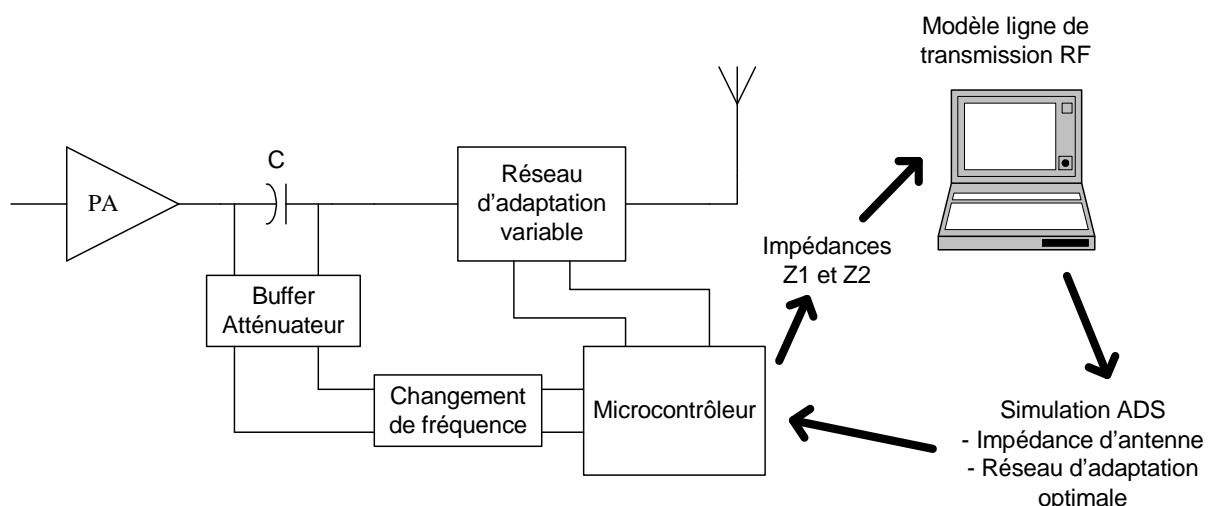 Modèle ligne de
transmission RF
C
PA
Réseau
d'adaptation
variable
Impédances
Z1 et Z2
Buffer
Atténuateur
Changement
de fréquence
Microcontrôleur
Simulation ADS
- Impédance d'antenne
- Réseau d'adaptation
optimale